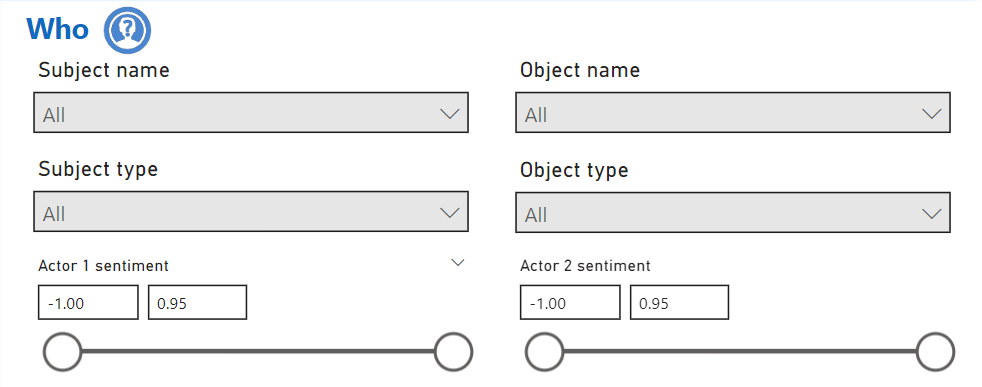 Who
Subject name
Object name
All
All
Subject type
Object type
All
All
Actor 1 sentiment
Actor 2 sentiment
-1.00
0.95
-1.00
0.95